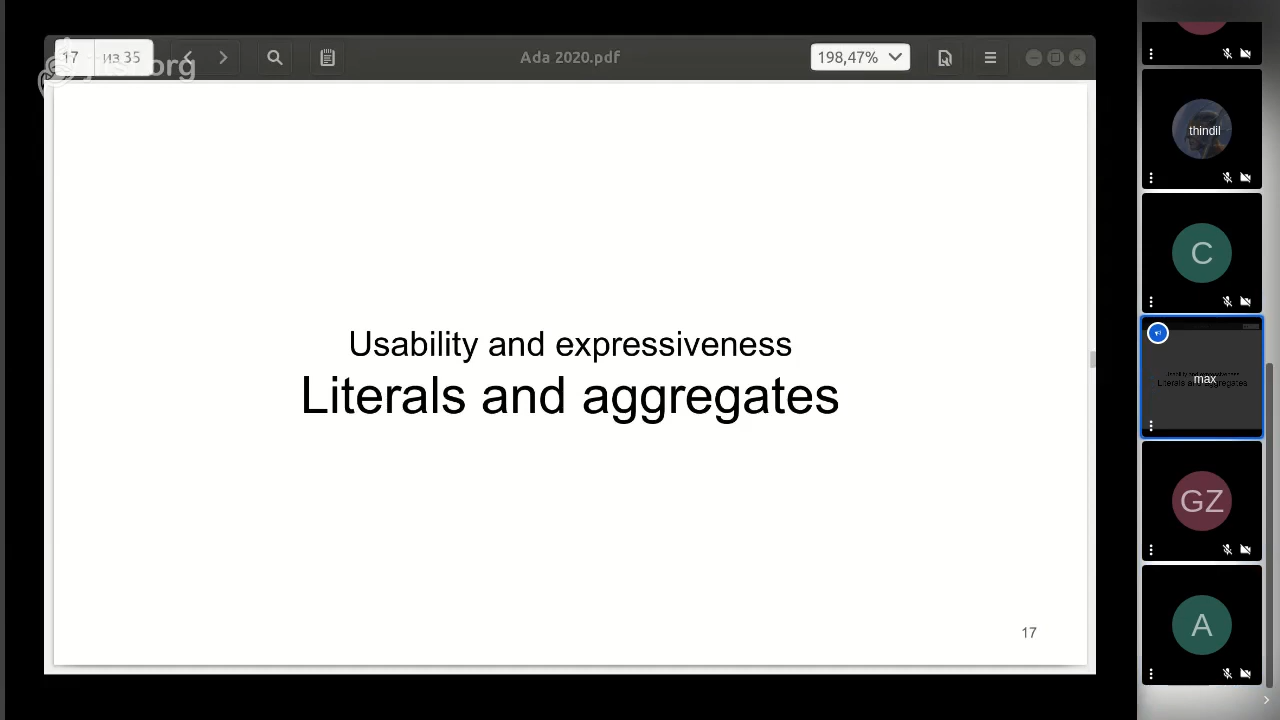 17 из 35
Ada 2020.pdf
198,47%
Usability and expressiveness
Literals and aggregates
17
thindil
C
max
GZ
A